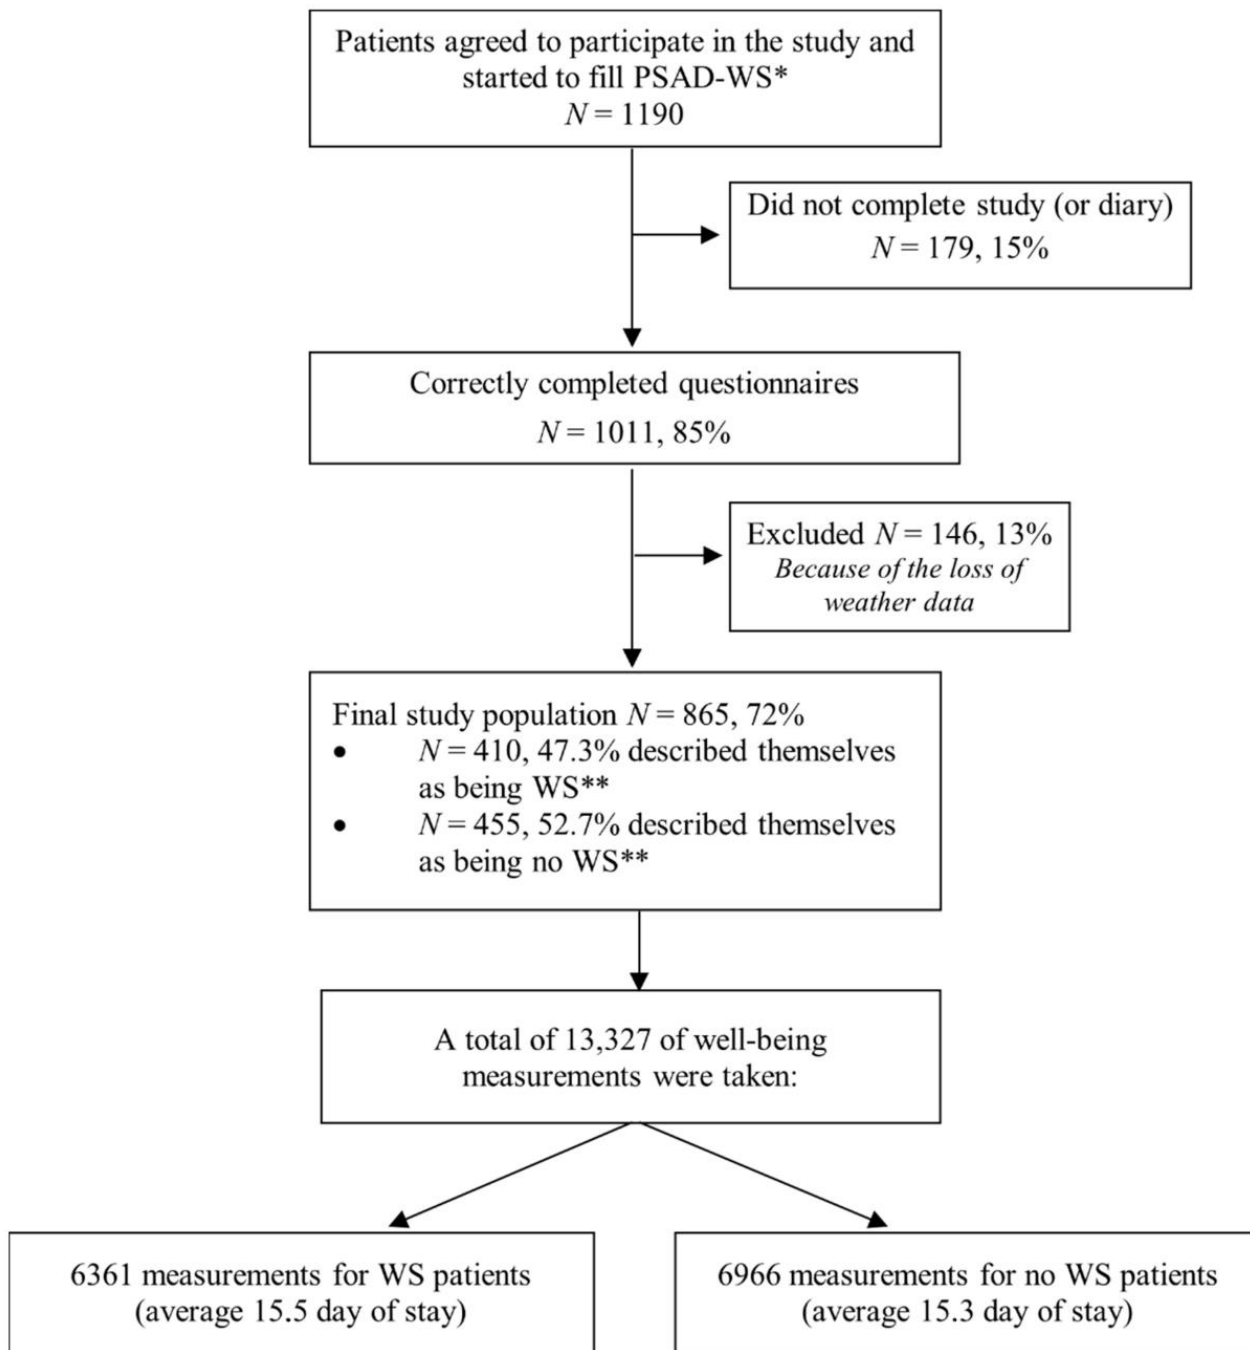 Patients agreed to participate in the study and
started to fill PSAD-WS*
N = 1190
Did not complete study (or diary)
N = 179, 15%
Correctly completed questionnaires
N = 1011, 85%
Excluded N = 146, 13%
Because of the loss of
weather data
Final study population N = 865, 72%
• N = 410, 47.3% described themselves
as being WS**
• N = 455, 52.7% described themselves
as being no WS**
A total of 13,327 of well-being
measurements were taken:
6361 measurements for WS patients
(average 15.5 day of stay)
6966 measurements for no WS patients
(average 15.3 day of stay)